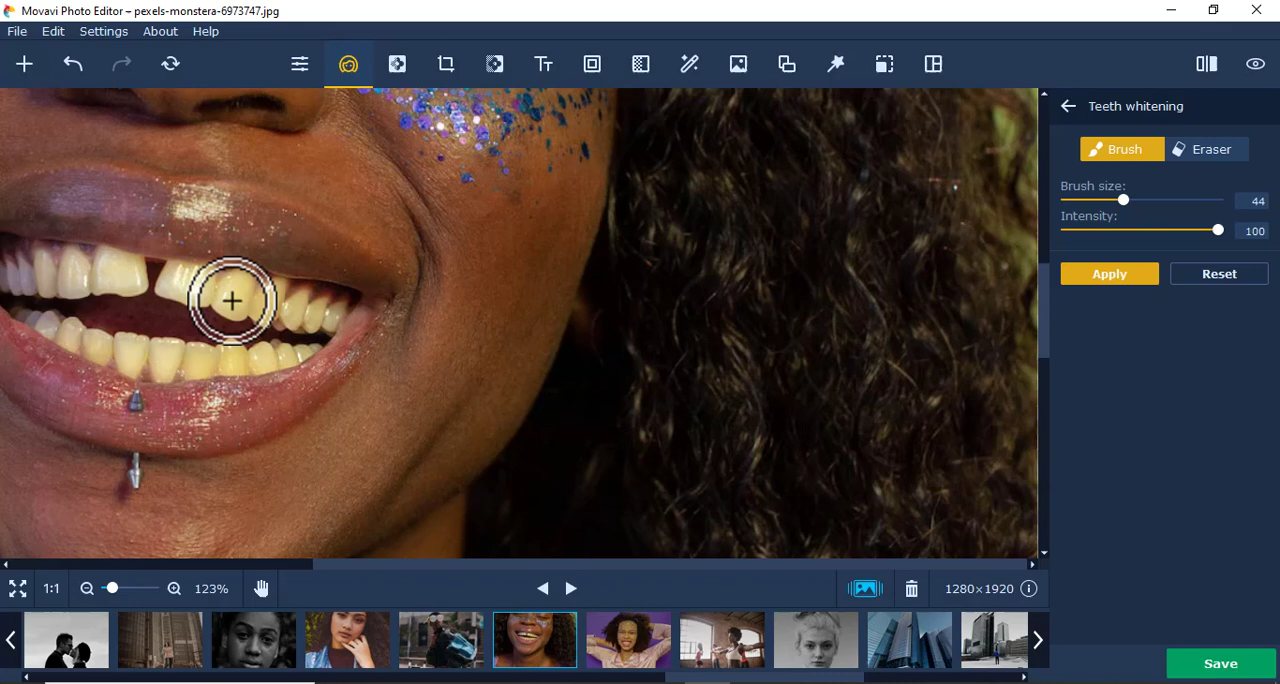 Movavi Photo Editor – pexels-monstera-6973747.jpg
File Edit Settings About Help
Teeth whitening
Brush Eraser
Brush size:
44
Intensity:
100
Apply Reset
1:1 123% 1280×1920
Save